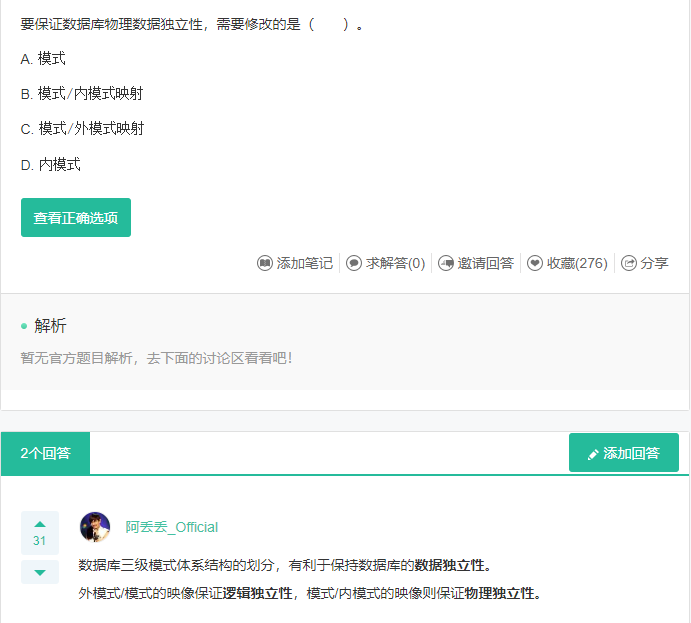 要保证数据库物理数据独立性，需要修改的是（　　）。
A. 模式
B. 模式/内模式映射
C. 模式/外模式映射
D. 内模式
查看正确选项
添加笔记 求解答(0) 邀请回答 收藏(276) 分享
解析
暂无官方题目解析，去下面的讨论区看看吧！
2个回答 添加回答
31
阿丢丢_Official
数据库三级模式体系结构的划分，有利于保持数据库的数据独立性。
外模式/模式的映像保证逻辑独立性，模式/内模式的映像则保证物理独立性。